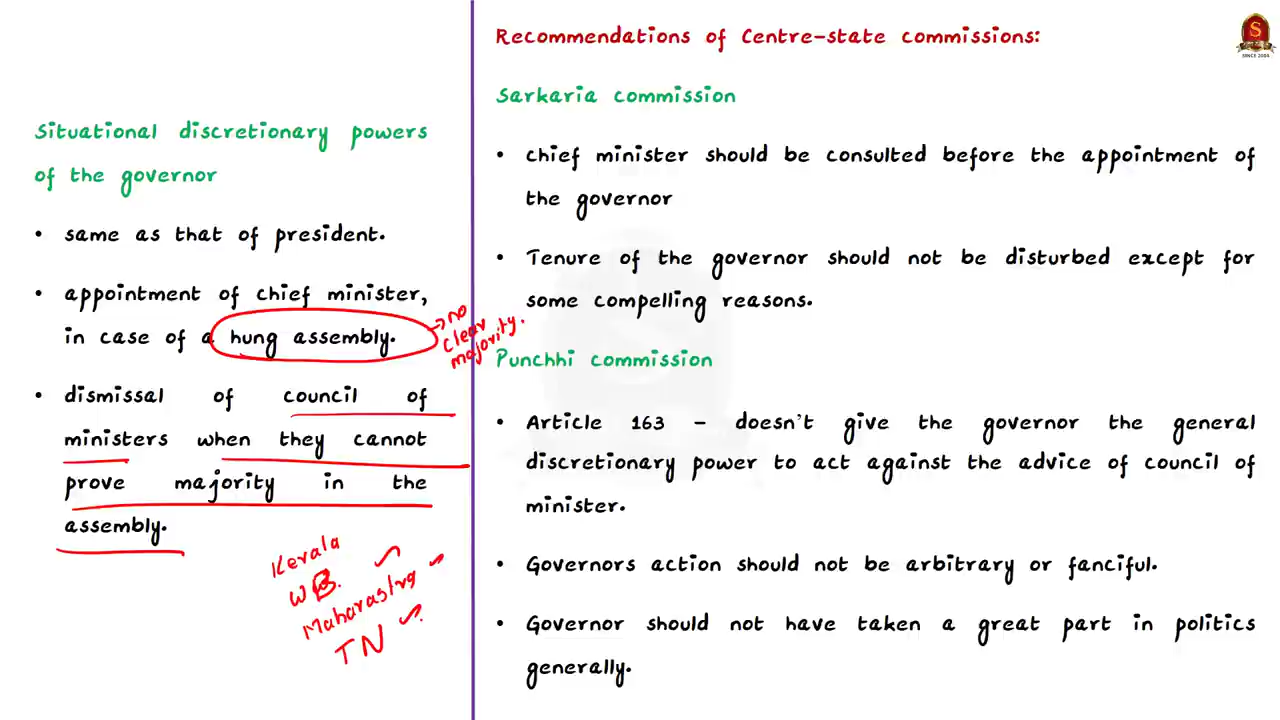 Situational discretionary powers
of the governor
• same as that of president.
• appointment of chief minister,
in case of a hung assembly.
→ no
clear
majority.
• dismissal of council of
ministers when they cannot
prove majority in the
assembly.
Kerala
WB.
Maharastra
TN
Recommendations of Centre-state commissions:
Sarkaria commission
• chief minister should be consulted before the appointment of
the governor
• Tenure of the governor should not be disturbed except for
some compelling reasons.
Punchhi commission
• Article 163 - doesn't give the governor the general
discretionary power to act against the advice of council of
minister.
• Governors action should not be arbitrary or fanciful.
• Governor should not have taken a great part in politics
generally.
S
SINCE 2004